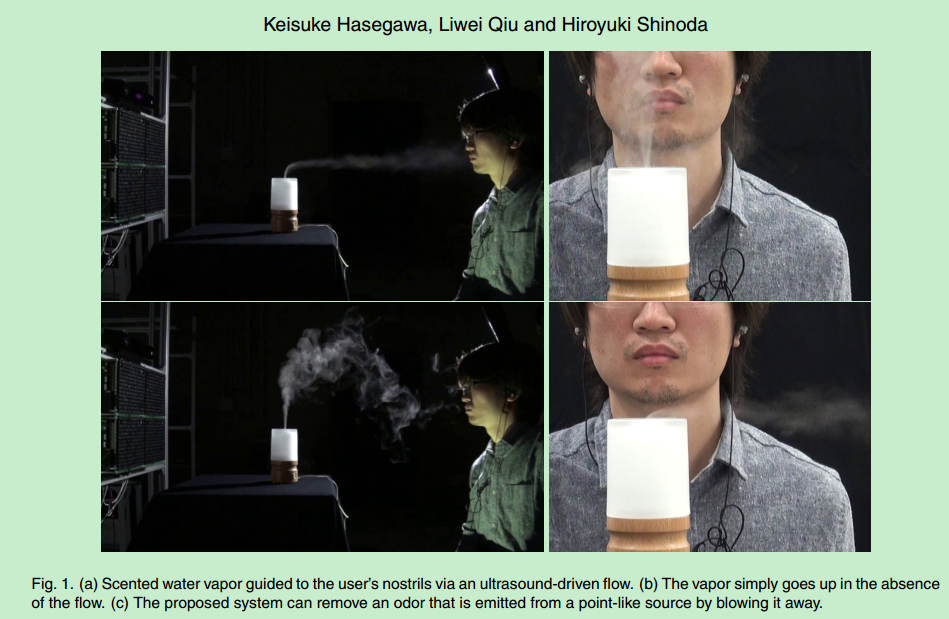 Keisuke Hasegawa, Liwei Qiu and Hiroyuki Shinoda
Fig. 1. (a) Scented water vapor guided to the user's nostrils via an ultrasound-driven flow. (b) The vapor simply goes up in the absence
of the flow. (c) The proposed system can remove an odor that is emitted from a point-like source by blowing it away.